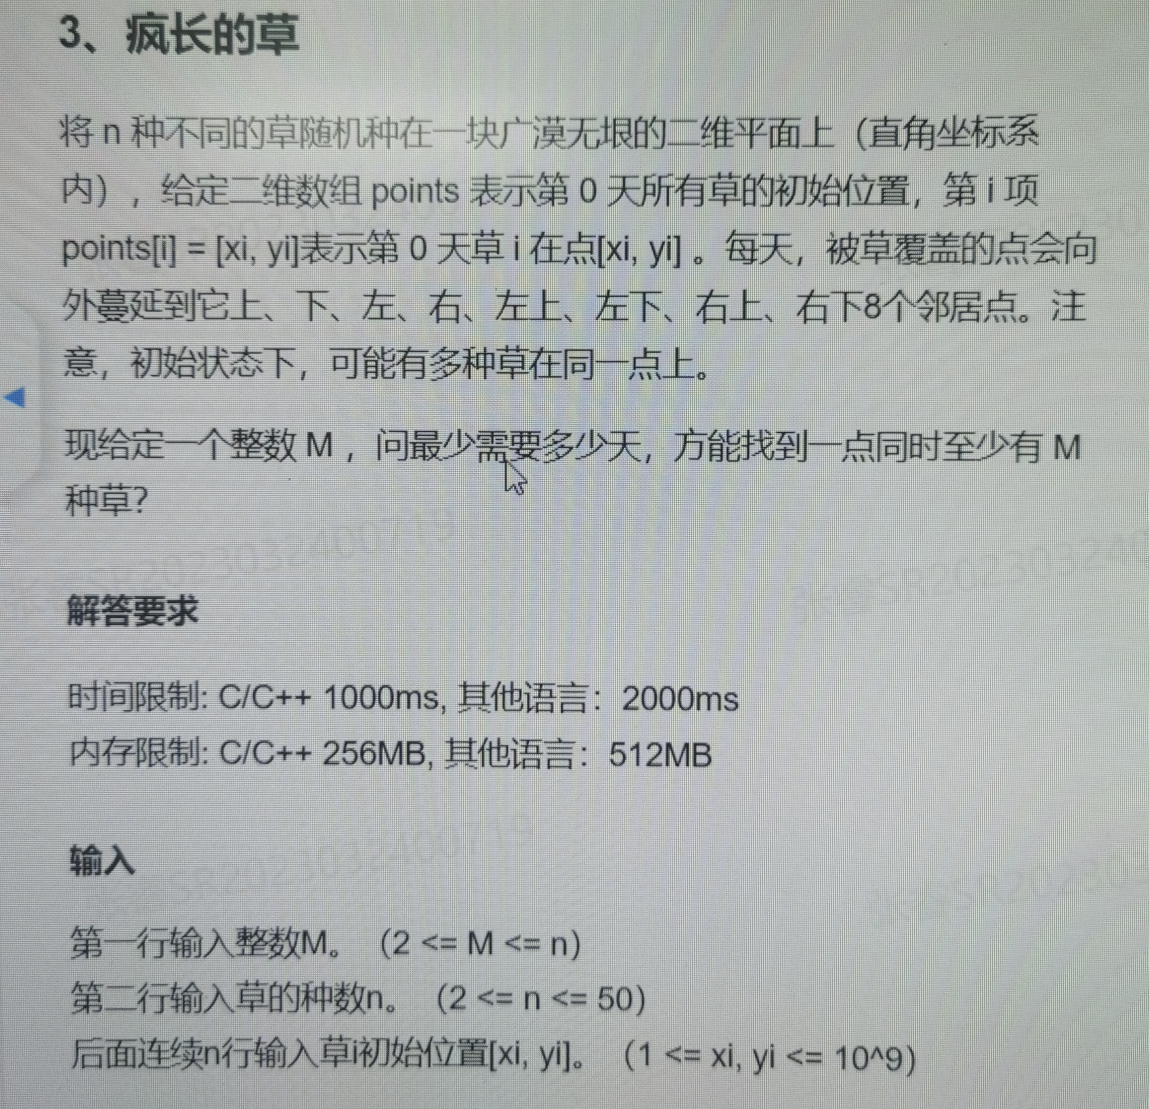 3、疯长的草
将 n 种不同的草随机种在一块广漠无垠的二维平面上（直角坐标系
内），给定二维数组 points 表示第 0 天所有草的初始位置，第 i 项
points[i] = [xi, yi]表示第 0 天草 i 在点[xi, yi] 。每天，被草覆盖的点会向
外蔓延到它上、下、左、右、左上、左下、右上、右下8个邻居点。注
意，初始状态下，可能有多种草在同一点上。
现给定一个整数 M ，问最少需要多少天，方能找到一点同时至少有 M
种草?
解答要求
时间限制: C/C++ 1000ms, 其他语言：2000ms
内存限制: C/C++ 256MB, 其他语言：512MB
输入
第一行输入整数M。（2 <= M <= n）
第二行输入草的种数n。（2 <= n <= 50）
后面连续n行输入草i初始位置[xi, yi]。（1 <= xi, yi <= 10^9）